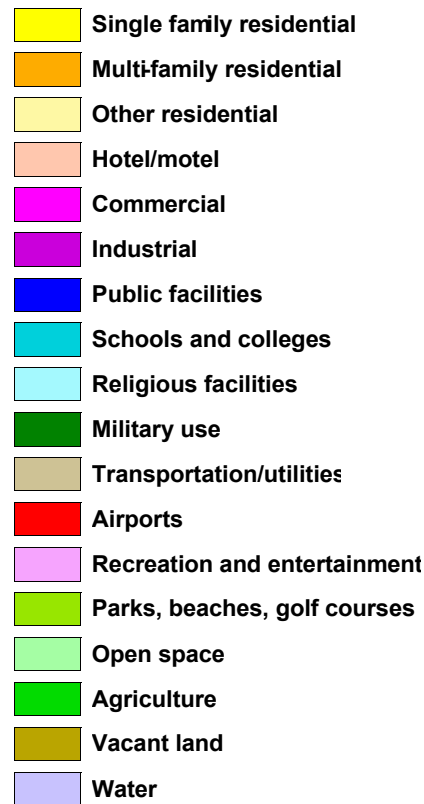 Single family residential
Multi-family residential
Other residential
Hotel/motel
Commercial
Industrial
Public facilities
Schools and colleges
Religious facilities
Military use
Transportation/utilities
Airports
Recreation and entertainment
Parks, beaches, golf courses
Open space
Agriculture
Vacant land
Water